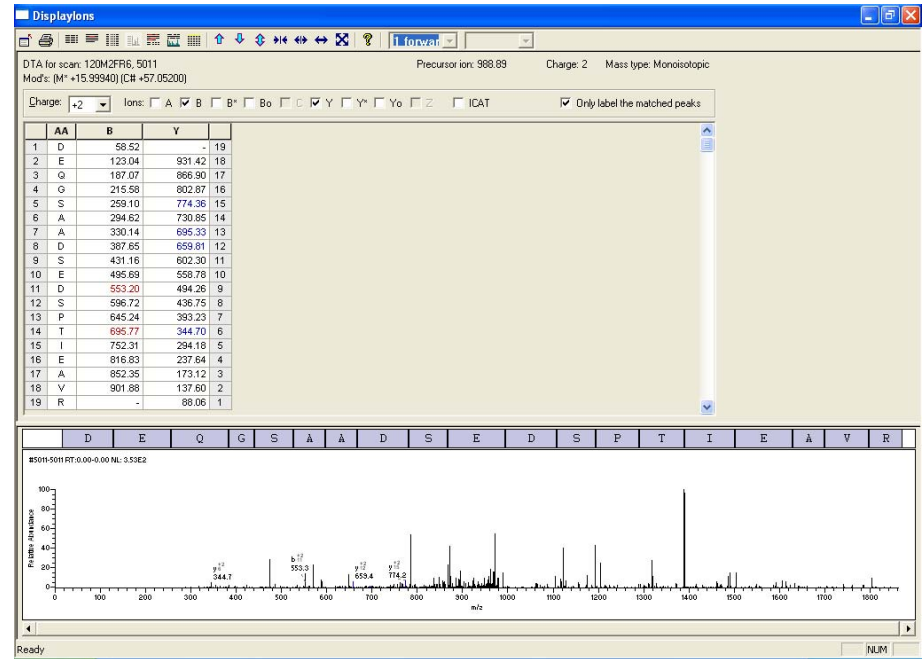 DisplayIons
1 forwar
DTA for scan: 120M2FR6, 5011 Precursor ion: 988.89 Charge: 2 Mass type: Monoisotopic
Mod's: (M* +15.99940) (C# +57.05200)
Charge: +2 Ions: A B B* Bo C Y Y* Yo Z ICAT Only label the matched peaks
AA B Y
1 D 58.52 - 19
2 E 123.04 931.42 18
3 Q 187.07 866.90 17
4 G 215.58 802.87 16
5 S 259.10 774.36 15
6 A 294.62 730.85 14
7 A 330.14 695.33 13
8 D 387.65 659.81 12
9 S 431.16 602.30 11
10 E 495.69 558.78 10
11 D 553.20 494.26 9
12 S 596.72 436.75 8
13 P 645.24 393.23 7
14 T 695.77 344.70 6
15 I 752.31 294.18 5
16 E 816.83 237.64 4
17 A 852.35 173.12 3
18 V 901.88 137.60 2
19 R - 88.06 1
D E Q G S A A D S E D S P T I E A V R
#5011-5011 RT:0.00-0.00 NL: 3.53E2
Relative Abundance
100
80
60
40
20
0
y+2 6 344.7
b+2 11 553.3
y+2 12 659.4
y+2 15 774.2
0 100 200 300 400 500 600 700 800 900 1000 1100 1200 1300 1400 1500 1600 1700 1800
m/z
Ready NUM